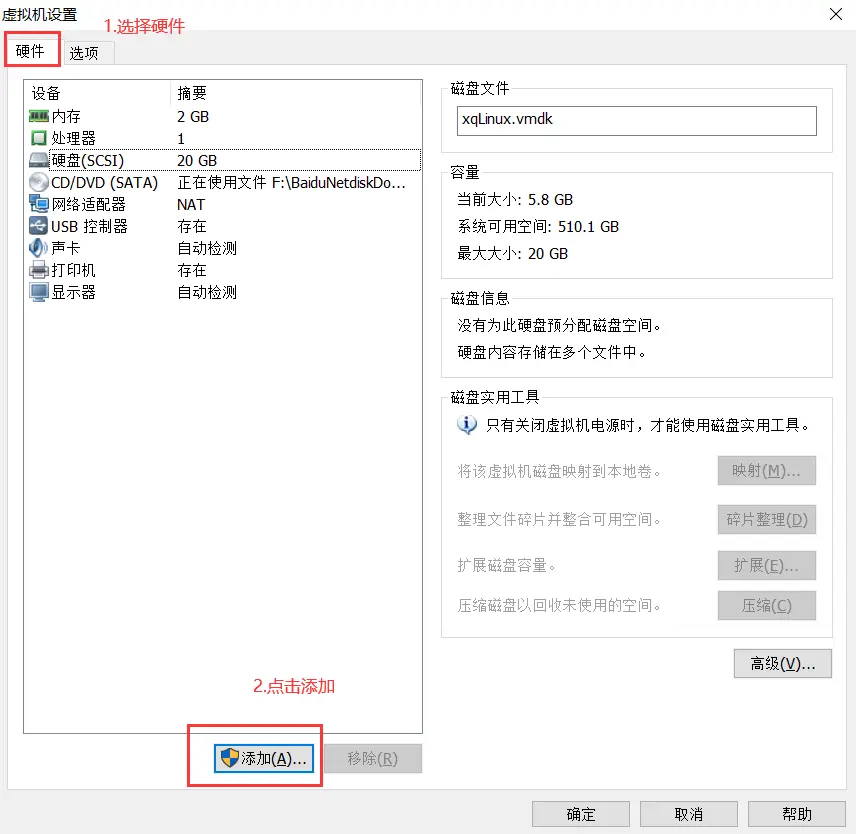 虚拟机设置
1.选择硬件
硬件 选项
设备 摘要
内存 2 GB
处理器 1
硬盘(SCSI) 20 GB
CD/DVD (SATA) 正在使用文件 F:\BaiduNetdiskDo...
网络适配器 NAT
USB 控制器 存在
声卡 自动检测
打印机 存在
显示器 自动检测
2.点击添加
添加(A)... 移除(R)
磁盘文件
xqLinux.vmdk
容量
当前大小: 5.8 GB
系统可用空间: 510.1 GB
最大大小: 20 GB
磁盘信息
没有为此硬盘预分配磁盘空间。
硬盘内容存储在多个文件中。
磁盘实用工具
只有关闭虚拟机电源时，才能使用磁盘实用工具。
将该虚拟机磁盘映射到本地卷。 映射(M)...
整理文件碎片并整合可用空间。 碎片整理(D)
扩展磁盘容量。 扩展(E)...
压缩磁盘以回收未使用的空间。 压缩(C)
高级(V)...
确定 取消 帮助